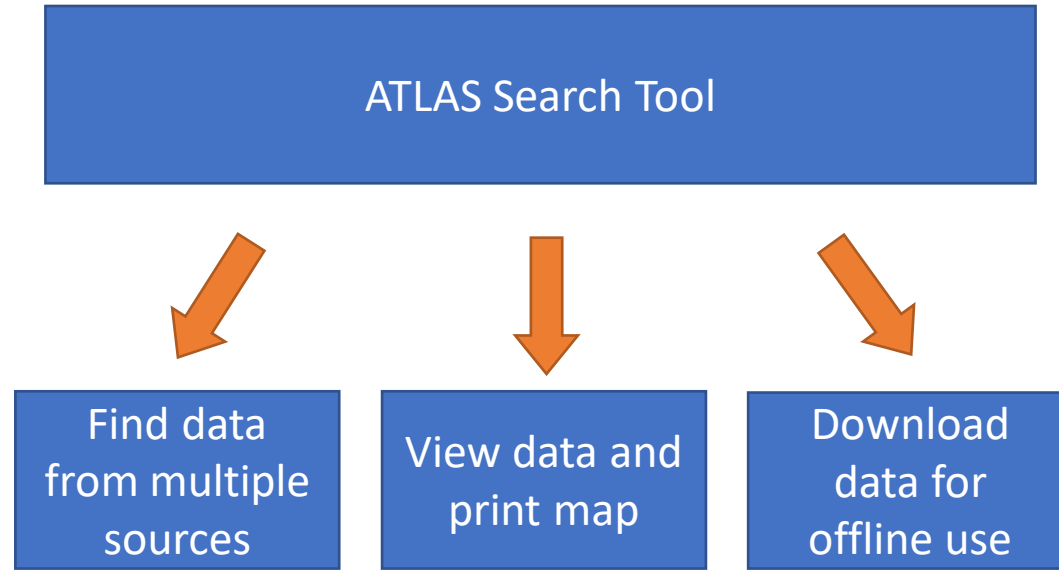 ATLAS Search Tool
Find data
from multiple
sources
View data and
print map
Download
data for
offline use